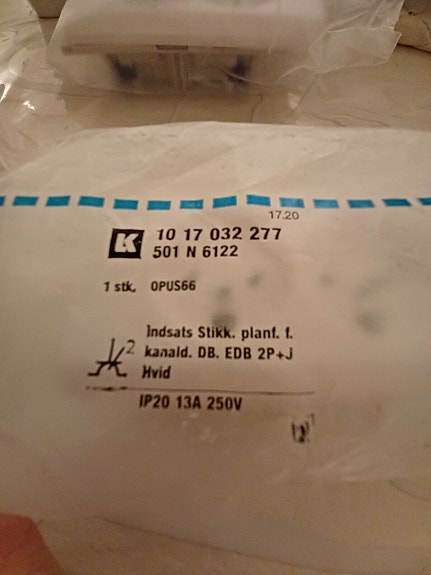 17.20
K 10 17 032 277
501 N 6122
1 stk. OPUS66
Indsats Stikk. planf. f.
2 kanald. DB. EDB 2P+J
Hvid
IP20 13A 250V